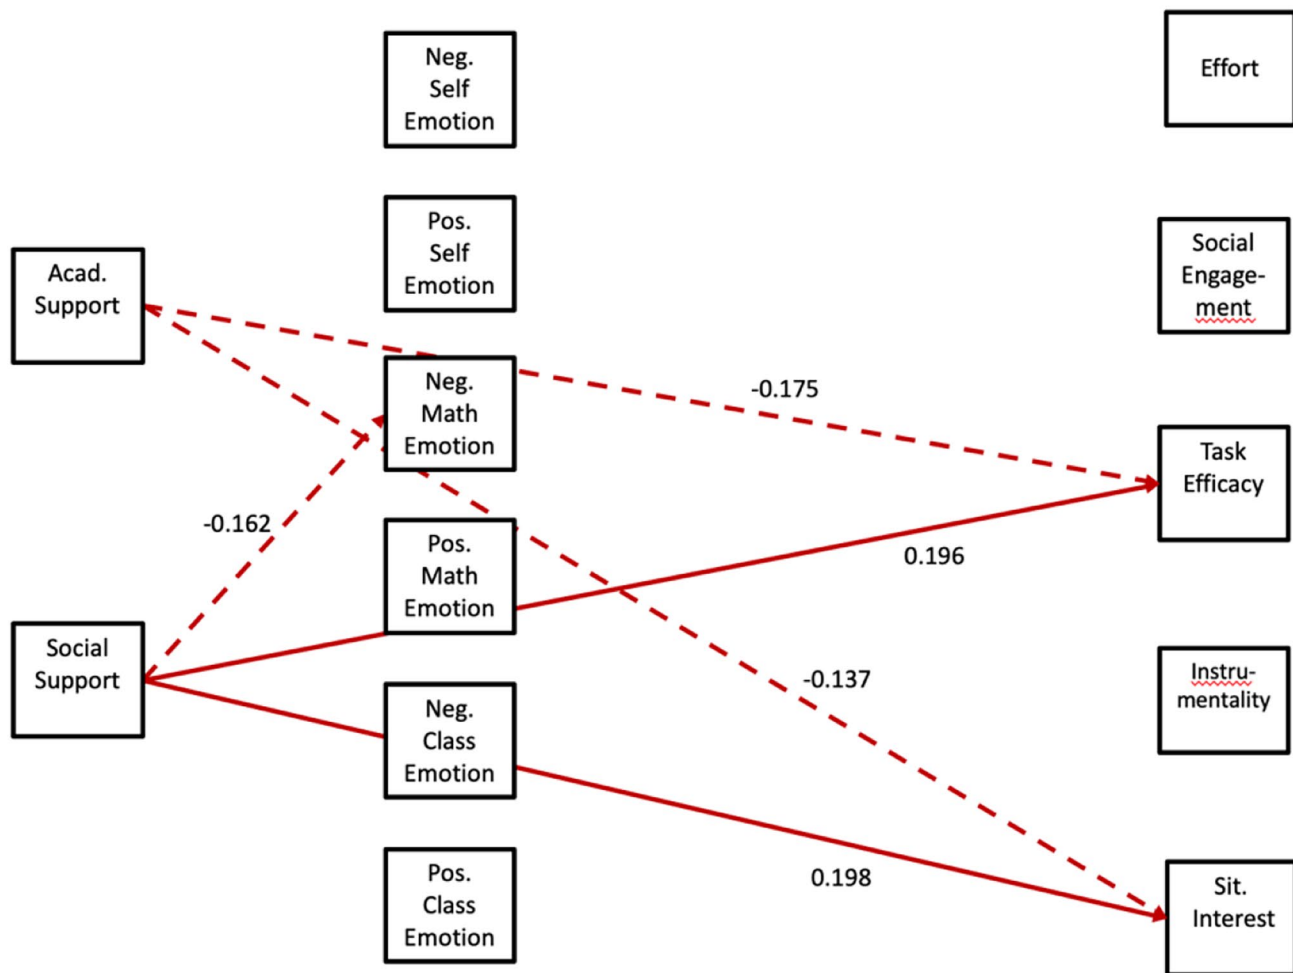 Neg.
Self
Emotion
Effort
Pos.
Self
Emotion
Social
Engage-
ment
Acad.
Support
Neg.
Math
Emotion
-0.175
Task
Efficacy
-0.162
Pos.
Math
Emotion
0.196
Social
Support
-0.137
Instru-
mentality
Neg.
Class
Emotion
0.198
Pos.
Class
Emotion
Sit.
Interest